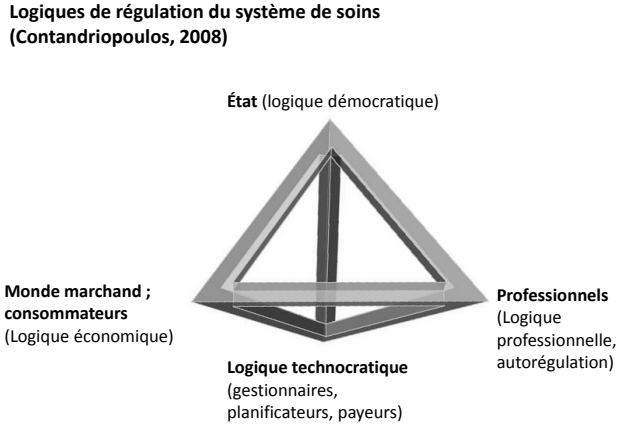 Logiques de régulation du système de soins
(Contandriopoulos, 2008)
État (logique démocratique)
Monde marchand ;
consommateurs
(Logique économique)
Professionnels
(Logique
professionnelle,
autorégulation)
Logique technocratique
(gestionnaires,
planificateurs, payeurs)